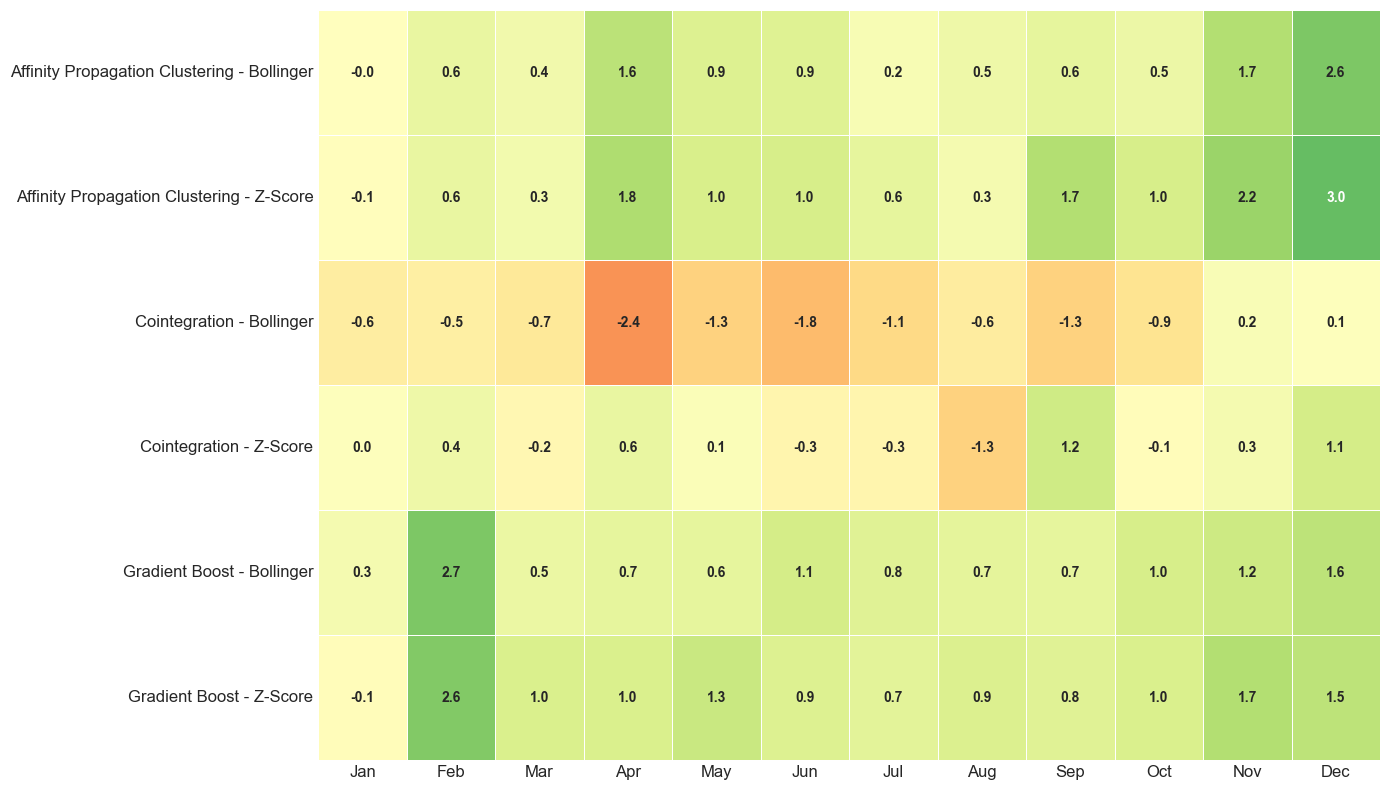 Affinity Propagation Clustering - Bollinger -0.0 0.6 0.4 1.6 0.9 0.9 0.2 0.5 0.6 0.5 1.7 2.6
Affinity Propagation Clustering - Z-Score -0.1 0.6 0.3 1.8 1.0 1.0 0.6 0.3 1.7 1.0 2.2 3.0
Cointegration - Bollinger -0.6 -0.5 -0.7 -2.4 -1.3 -1.8 -1.1 -0.6 -1.3 -0.9 0.2 0.1
Cointegration - Z-Score 0.0 0.4 -0.2 0.6 0.1 -0.3 -0.3 -1.3 1.2 -0.1 0.3 1.1
Gradient Boost - Bollinger 0.3 2.7 0.5 0.7 0.6 1.1 0.8 0.7 0.7 1.0 1.2 1.6
Gradient Boost - Z-Score -0.1 2.6 1.0 1.0 1.3 0.9 0.7 0.9 0.8 1.0 1.7 1.5
Jan Feb Mar Apr May Jun Jul Aug Sep Oct Nov Dec